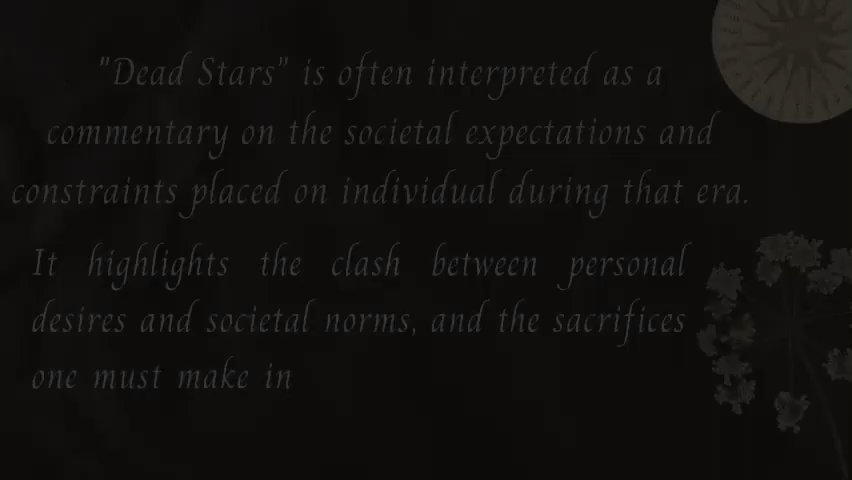 "Dead Stars" is often interpreted as a
commentary on the societal expectations and
constraints placed on individual during that era.
It highlights the clash between personal
desires and societal norms, and the sacrifices
one must make in